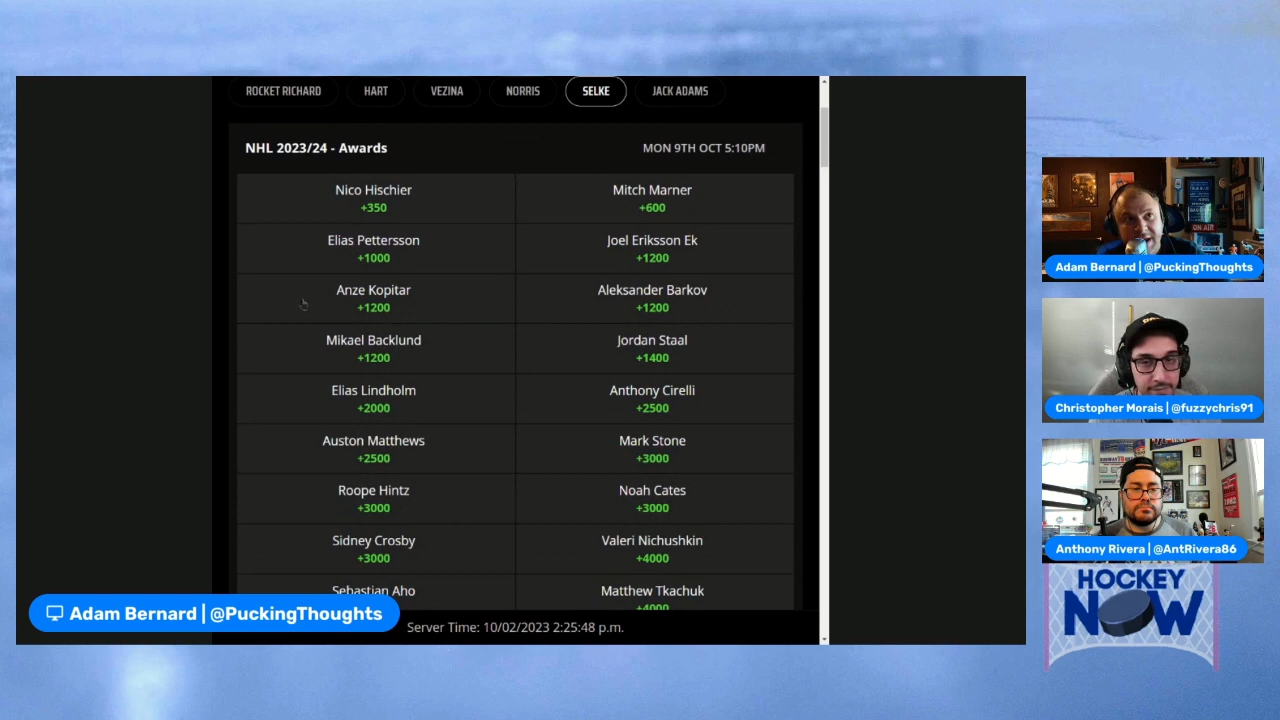 ROCKET RICHARD
HART
VEZINA
NORRIS
SELKE
JACK ADAMS
NHL 2023/24 - Awards
MON 9TH OCT 5:10PM
Nico Hischier
+350
Mitch Marner
+600
Elias Pettersson
+1000
Joel Eriksson Ek
+1200
Anze Kopitar
+1200
Aleksander Barkov
+1200
Mikael Backlund
+1200
Jordan Staal
+1400
Elias Lindholm
+2000
Anthony Cirelli
+2500
Auston Matthews
+2500
Mark Stone
+3000
Roope Hintz
+3000
Noah Cates
+3000
Sidney Crosby
+3000
Valeri Nichushkin
+4000
Sebastian Aho
Matthew Tkachuk
+4000
Adam Bernard | @PuckingThoughts
Server Time: 10/02/2023 2:25:48 p.m.
ON AIR
Adam Bernard | @PuckingThoughts
Christopher Morais | @fuzzychris91
Anthony Rivera | @AntRivera86
HOCKEY
NOW